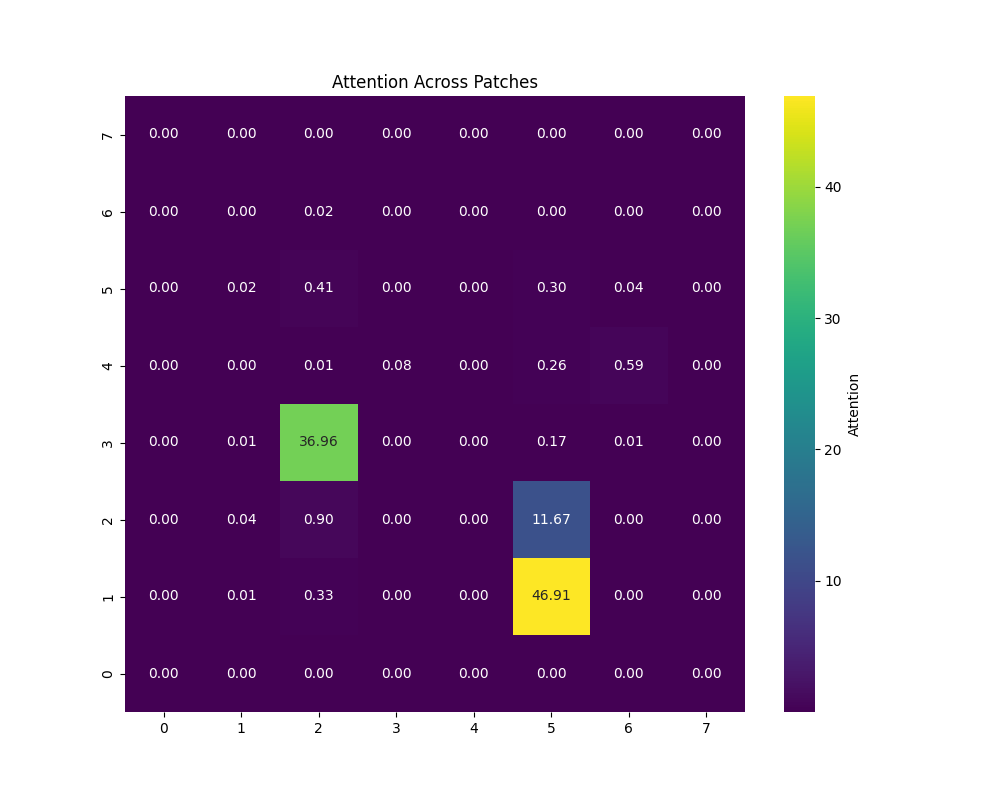 Attention Across Patches
7 0.00 0.00 0.00 0.00 0.00 0.00 0.00 0.00
6 0.00 0.00 0.02 0.00 0.00 0.00 0.00 0.00
5 0.00 0.02 0.41 0.00 0.00 0.30 0.04 0.00
4 0.00 0.00 0.01 0.08 0.00 0.26 0.59 0.00
3 0.00 0.01 36.96 0.00 0.00 0.17 0.01 0.00
2 0.00 0.04 0.90 0.00 0.00 11.67 0.00 0.00
1 0.00 0.01 0.33 0.00 0.00 46.91 0.00 0.00
0 0.00 0.00 0.00 0.00 0.00 0.00 0.00 0.00
0 1 2 3 4 5 6 7
40
30
20
10
Attention